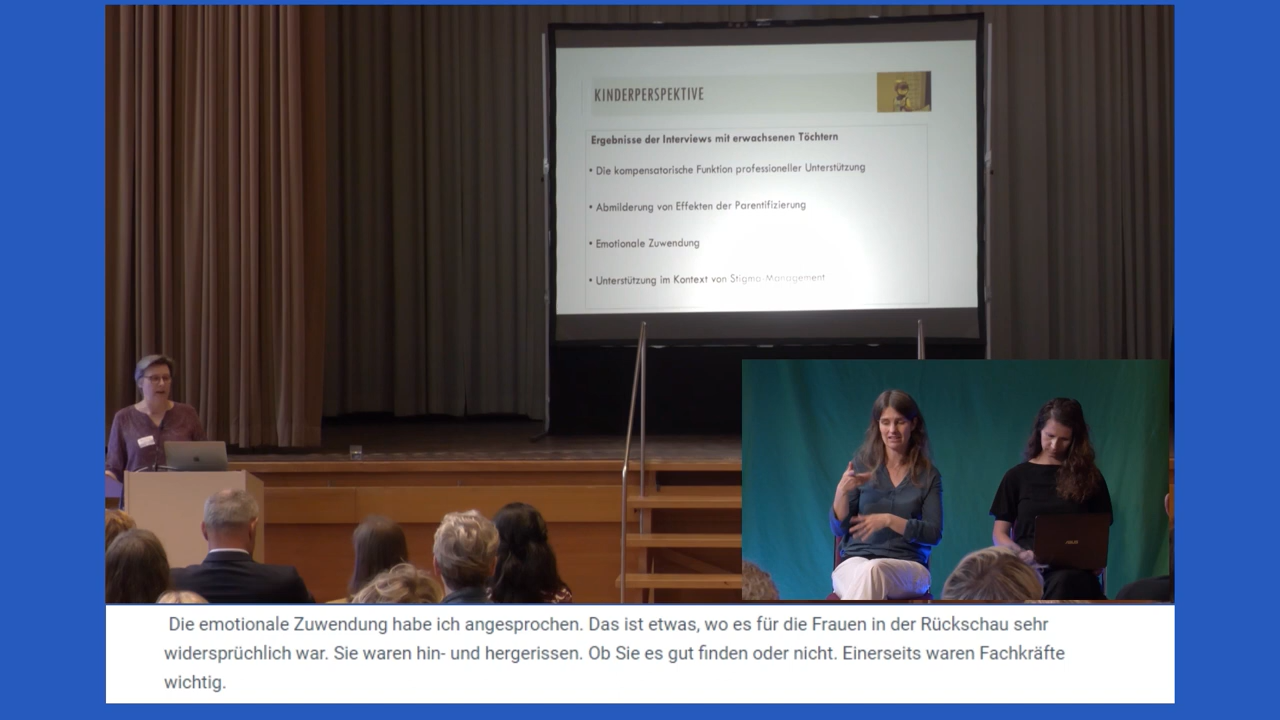 KINDERPERSPEKTIVE
Ergebnisse der Interviews mit erwachsenen Töchtern
• Die kompensatorische Funktion professioneller Unterstützung
• Abmilderung von Effekten der Parentifizierung
• Emotionale Zuwendung
• Unterstützung im Kontext von Stigma-Management
ASUS
Die emotionale Zuwendung habe ich angesprochen. Das ist etwas, wo es für die Frauen in der Rückschau sehr
widersprüchlich war. Sie waren hin- und hergerissen. Ob Sie es gut finden oder nicht. Einerseits waren Fachkräfte
wichtig.